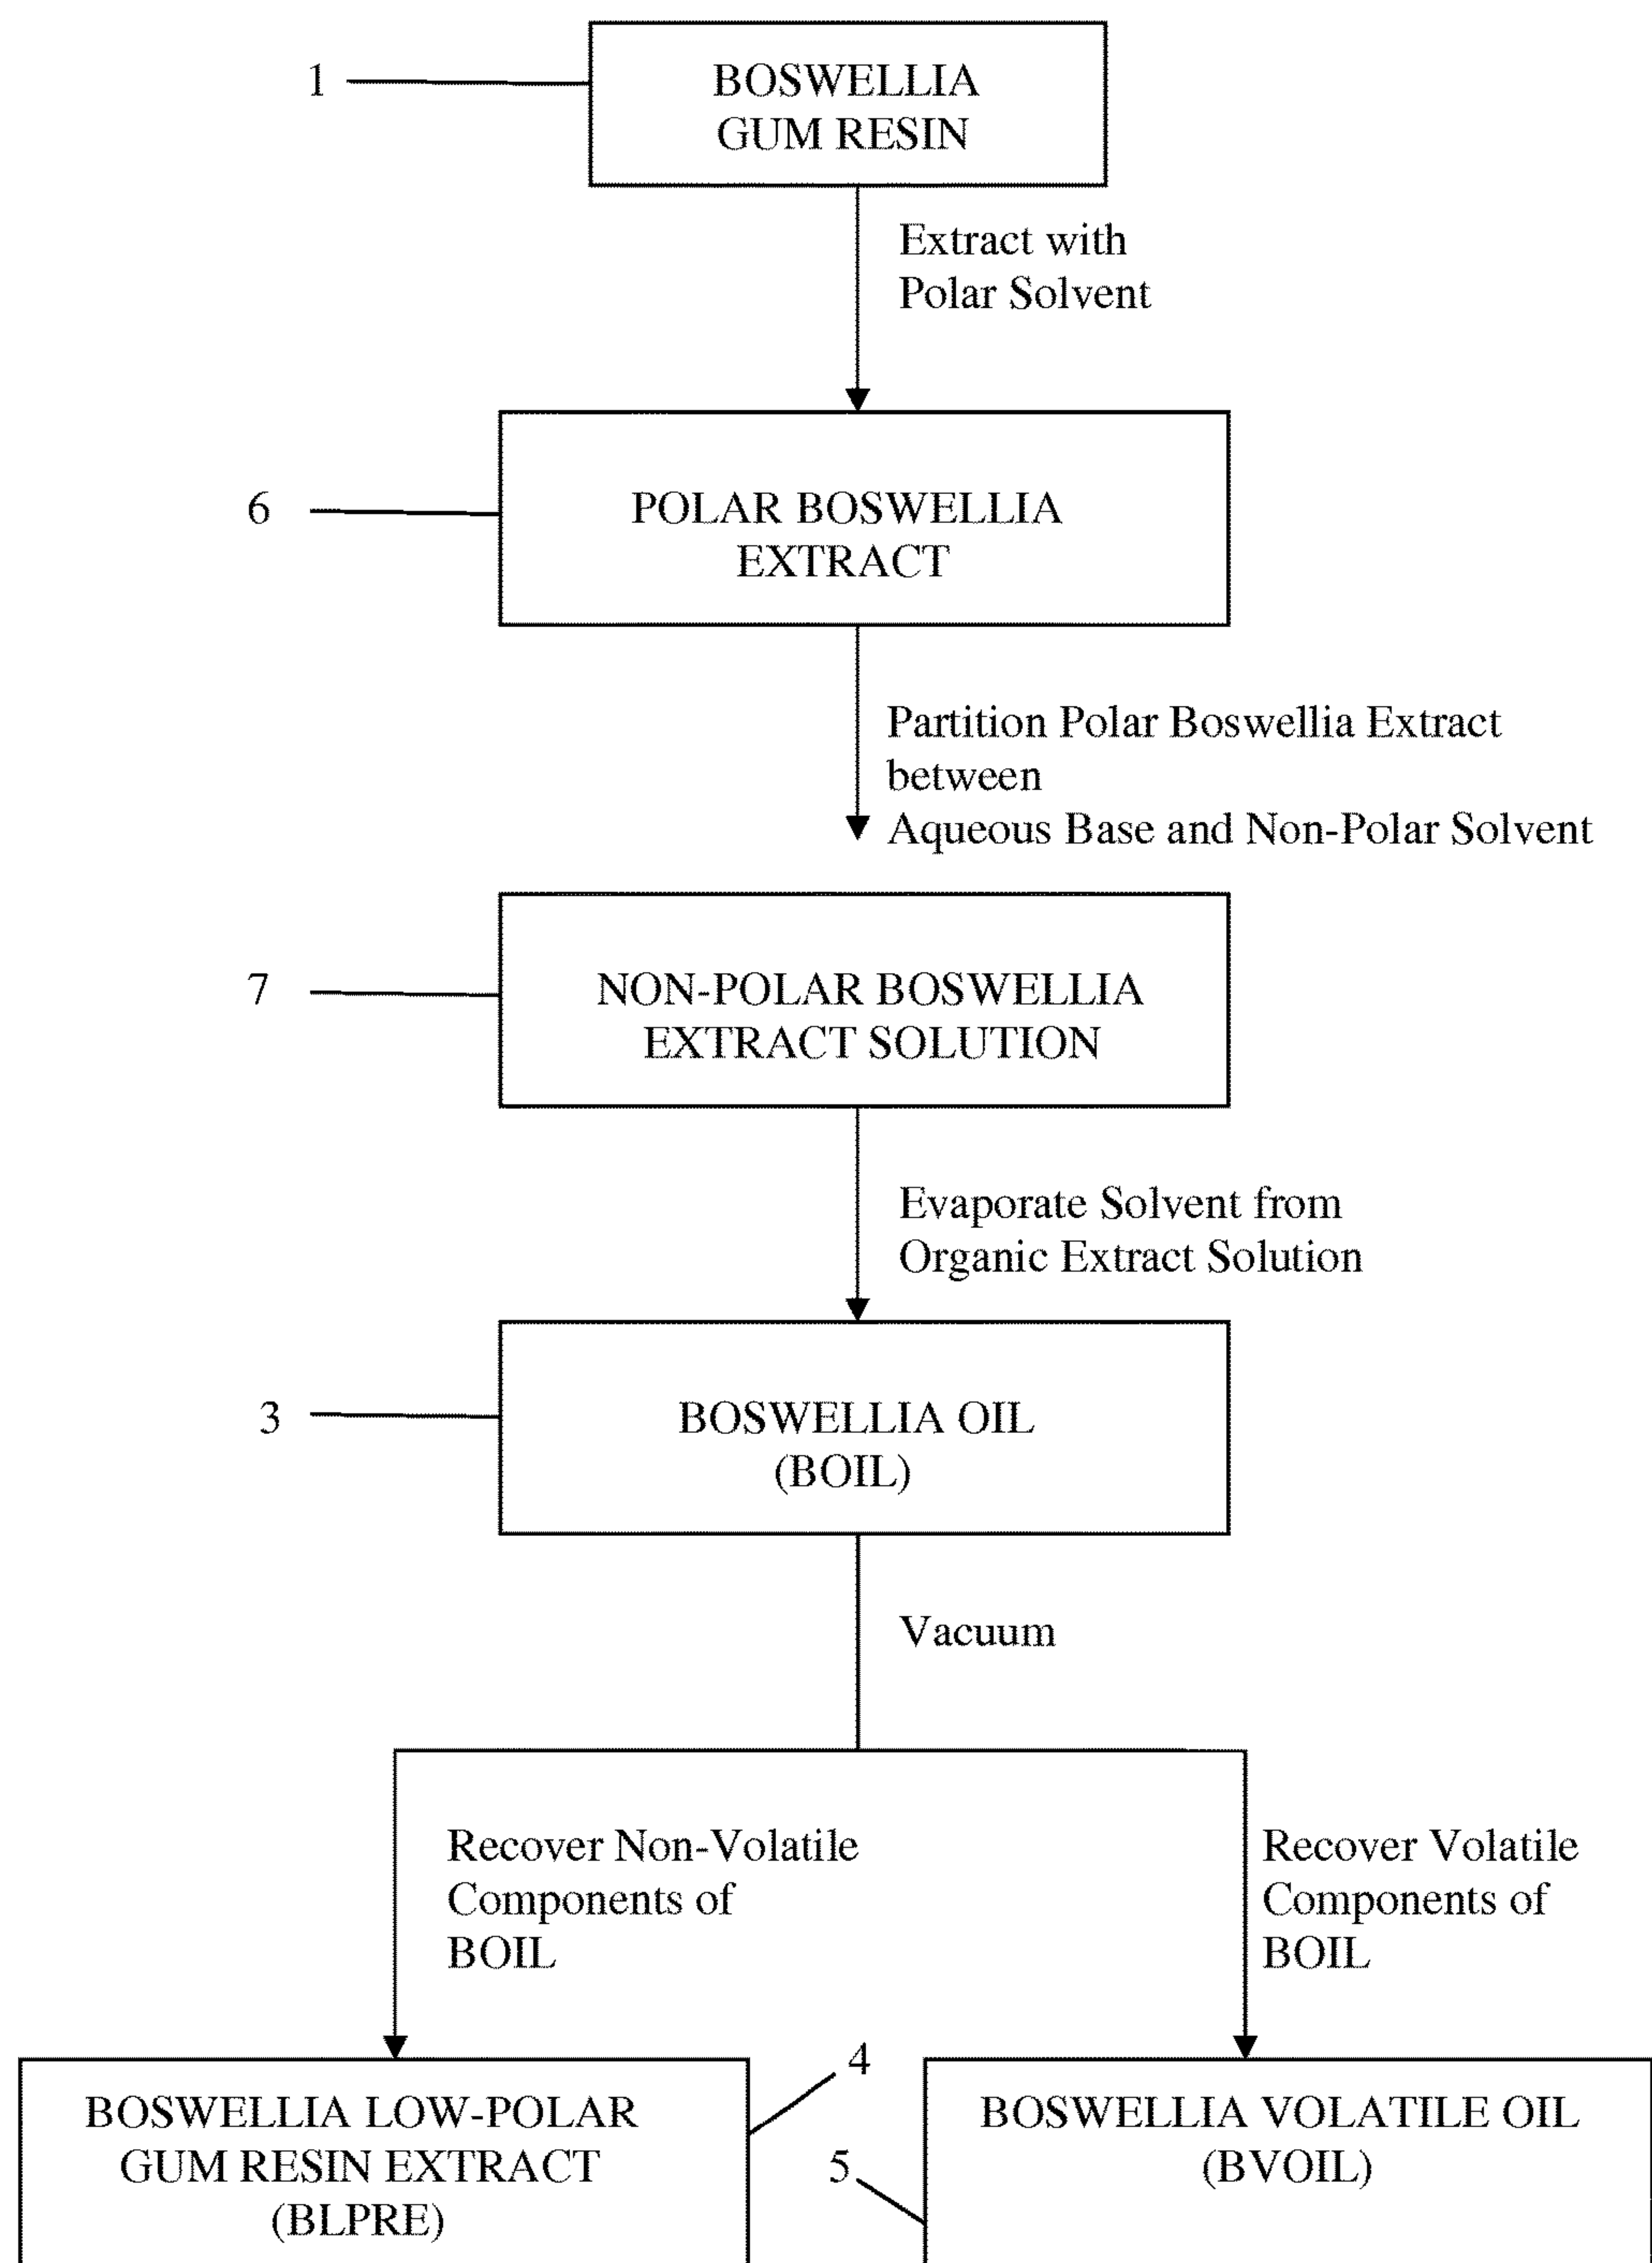 1
BOSWELLIA
GUM RESIN
Extract with
Polar Solvent
6
POLAR BOSWELLIA
EXTRACT
Partition Polar Boswellia Extract
between
Aqueous Base and Non-Polar Solvent
7
NON-POLAR BOSWELLIA
EXTRACT SOLUTION
Evaporate Solvent from
Organic Extract Solution
3
BOSWELLIA OIL
(BOIL)
Vacuum
Recover Non-Volatile
Components of
BOIL
Recover Volatile
Components of
BOIL
4
BOSWELLIA LOW-POLAR
GUM RESIN EXTRACT
(BLPRE)
5
BOSWELLIA VOLATILE OIL
(BVOIL)